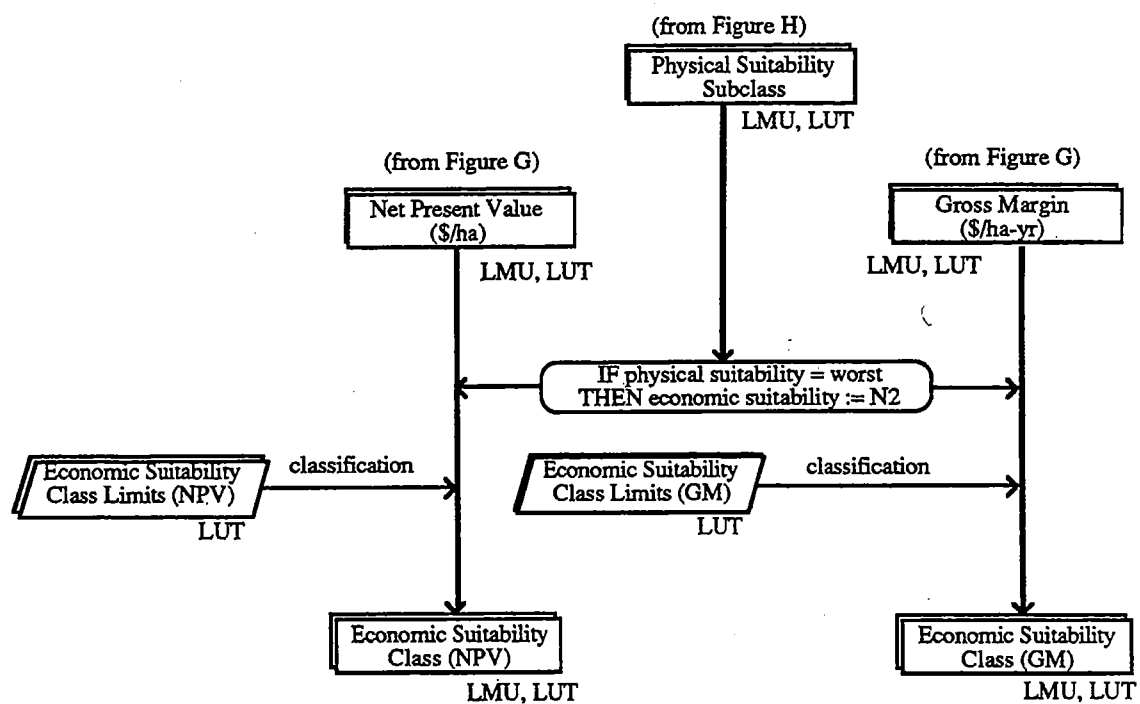 (from Figure H)
Physical Suitability
Subclass
LMU, LUT
(from Figure G)
Net Present Value
($/ha)
LMU, LUT
(from Figure G)
Gross Margin
($/ha-yr)
LMU, LUT
IF physical suitability = worst
THEN economic suitability := N2
Economic Suitability
Class Limits (NPV)
LUT
classification
Economic Suitability
Class Limits (GM)
LUT
classification
Economic Suitability
Class (NPV)
LMU, LUT
Economic Suitability
Class (GM)
LMU, LUT